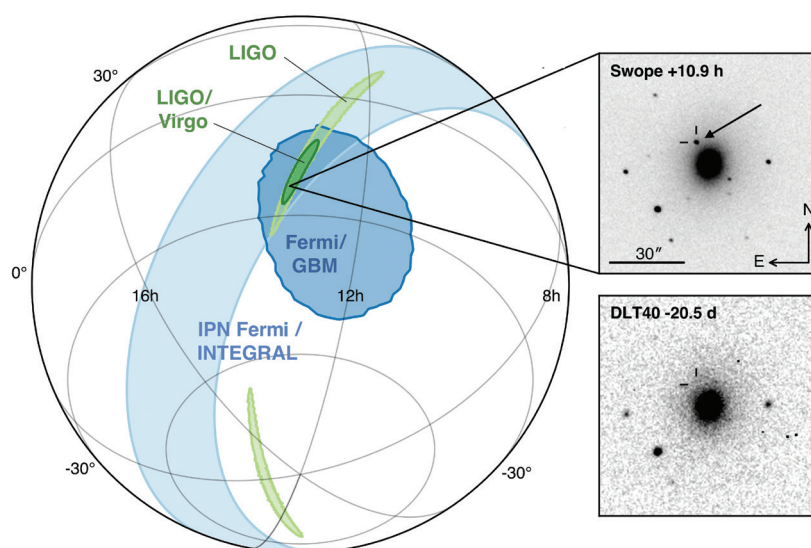 LIGO
LIGO/
Virgo
30°
0°
-30°
-30°
16h
12h
8h
Fermi/
GBM
IPN Fermi /
INTEGRAL
Swope +10.9 h
30″
N
E
DLT40 -20.5 d